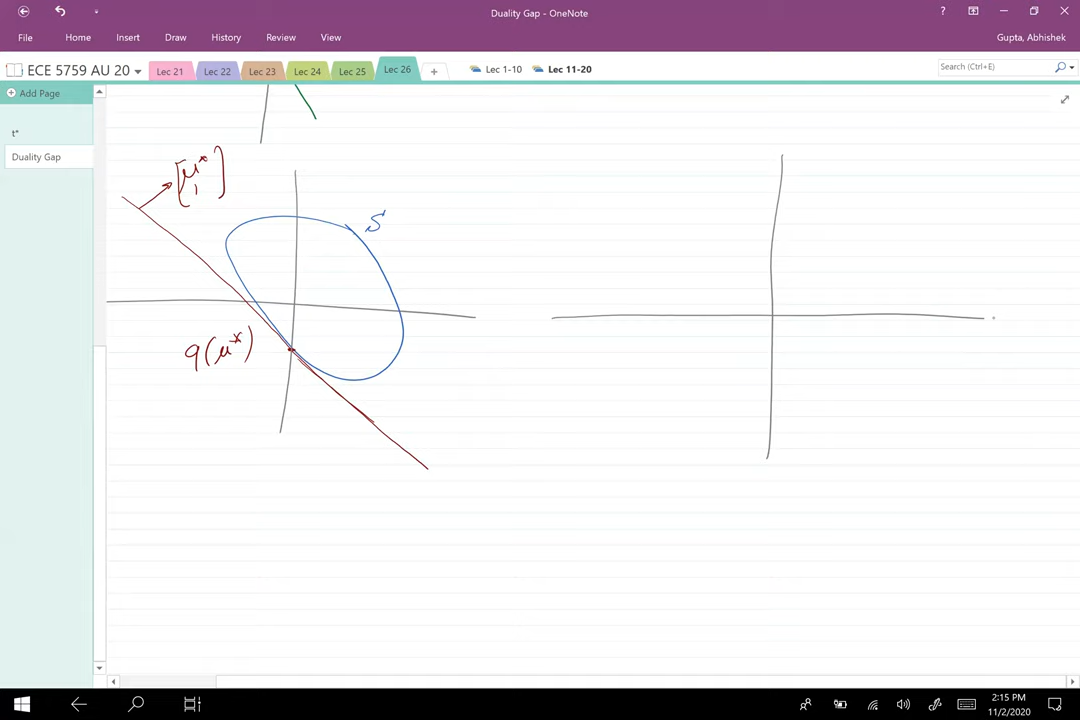 Duality Gap - OneNote
?
File Home Insert Draw History Review View
Gupta, Abhishek
ECE 5759 AU 20
Lec 21 Lec 22 Lec 23 Lec 24 Lec 25 Lec 26 +
Lec 1-10 Lec 11-20
Search (Ctrl+E)
Add Page
t*
Duality Gap
[μ*
1]
S
q(μ*)
2:15 PM
11/2/2020